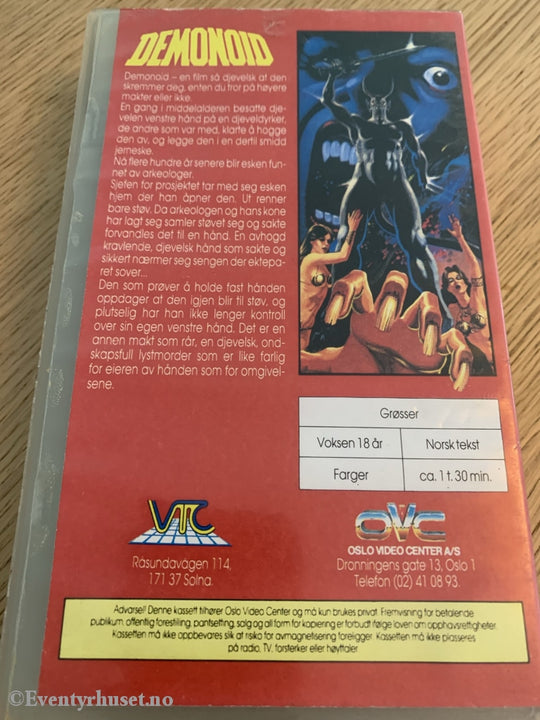 DEMONOID
Demonoid – en film så djevelsk at den
skremmer deg, enten du tror på høyere
makter eller ikke.
En gang i middelalderen besatte dje-
velen venstre hånd på en djeveldyrker,
de andre som var med, klarte å hogge
den av, og legge den i en dertil smidd
jerneske.
Nå flere hundre år senere blir esken fun-
net av arkeologer.
Sjefen for prosjektet tar med seg esken
hjem der han åpner den. Ut renner
bare støv. Da arkeologen og hans kone
har lagt seg samler støvet seg og sakte
forvandles det til en hånd. En avhogd
kravlende, djevelsk hånd som sakte og
sikkert nærmer seg sengen der ektepa-
ret sover...
Den som prøver å holde fast hånden
oppdager at den igjen blir til støv, og
plutselig har han ikke lenger kontroll
over sin egen venstre hånd. Det er en
annen makt som rår, en djevelsk, ond-
skapsfull lystmorder som er like farlig
for eieren av hånden som for omgivel-
sene.
Grøsser
Voksen 18 år
Norsk tekst
Farger
ca. 1 t. 30 min.
VTC
Råsundavägen 114,
171 37 Solna.
OVC
OSLO VIDEO CENTER A/S
Dronningens gate 13, Oslo 1
Telefon (02) 41 08 93.
Advarsel! Denne kassett tilhører Oslo Video Center og må kun brukes privat. Fremvisning for betalende
publikum, offentlig forestilling, pantsetting, salg og all form for kopiering er forbudt ifølge loven om opphavsrettigheter.
Kassetten må ikke oppbevares slik at risiko for avmagnetisering foreligger. Kassetten må ikke plasseres
på radio, TV, forsterker eller høyttaler
©Eventyrhuset.no